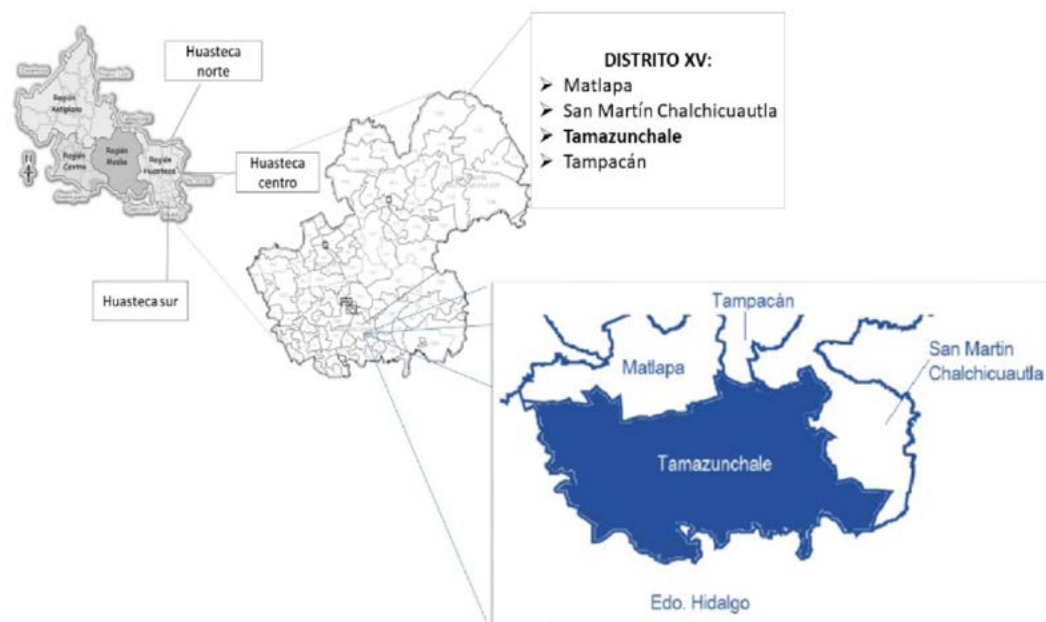 Huasteca
norte
Región
Altiplano
Región
Centro
Región
Media
Región
Huasteca
N
Huasteca
centro
Huasteca sur
DISTRITO XV:
➢ Matlapa
➢ San Martín Chalchicuautla
➢ Tamazunchale
➢ Tampacán
Tampacán
Matlapa
San Martin
Chalchicuautla
Tamazunchale
Edo. Hidalgo